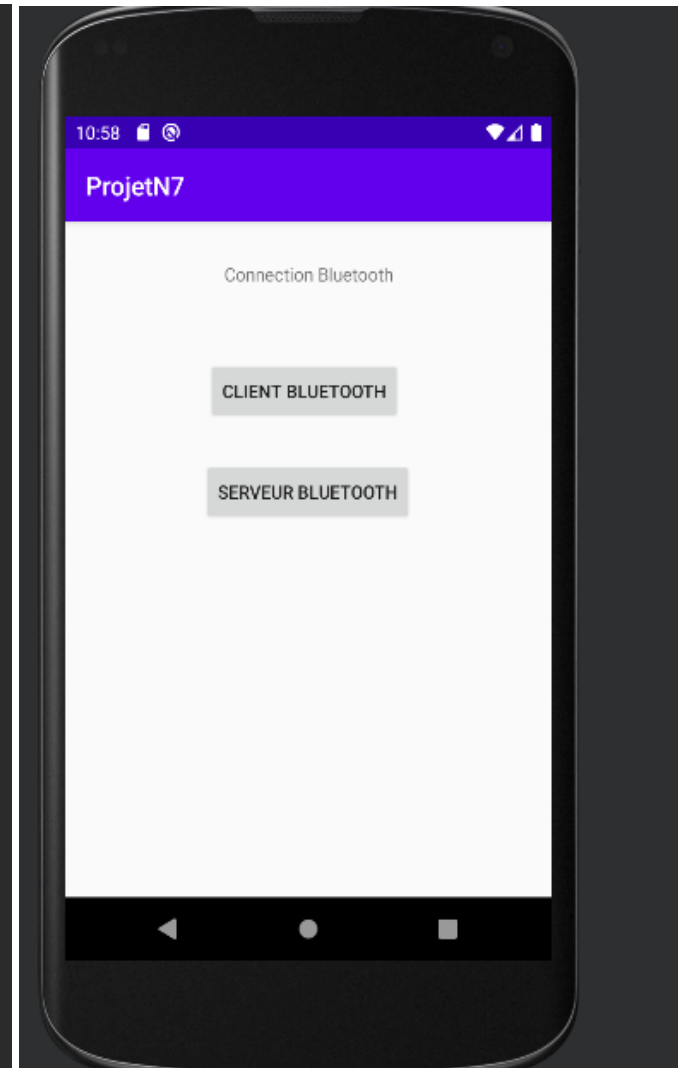 10:58
ProjetN7
Connection Bluetooth
CLIENT BLUETOOTH
SERVEUR BLUETOOTH